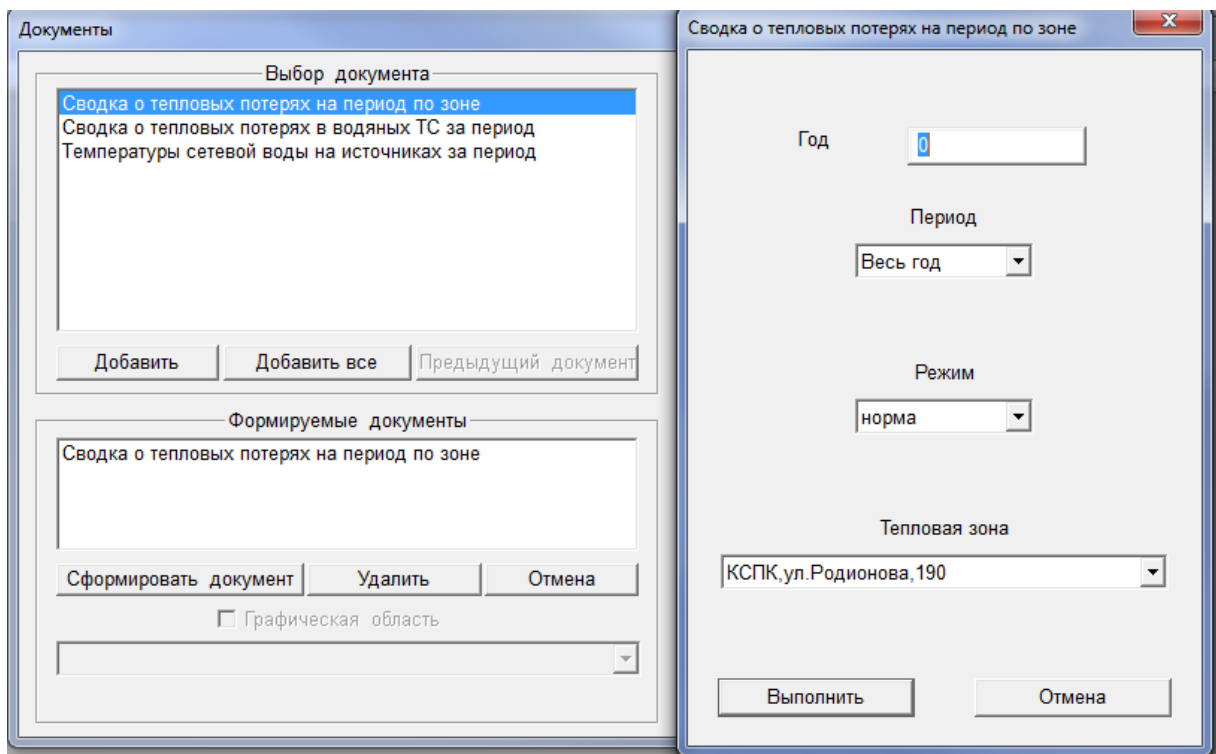 Документы
Выбор документа
Сводка о тепловых потерях на период по зоне
Сводка о тепловых потерях в водяных ТС за период
Температуры сетевой воды на источниках за период
Добавить
Добавить все
Предыдущий документ
Формируемые документы
Сводка о тепловых потерях на период по зоне
Сформировать документ
Удалить
Отмена
Графическая область
Сводка о тепловых потерях на период по зоне
Год
0
Период
Весь год
Режим
норма
Тепловая зона
КСПК,ул.Родионова,190
Выполнить
Отмена